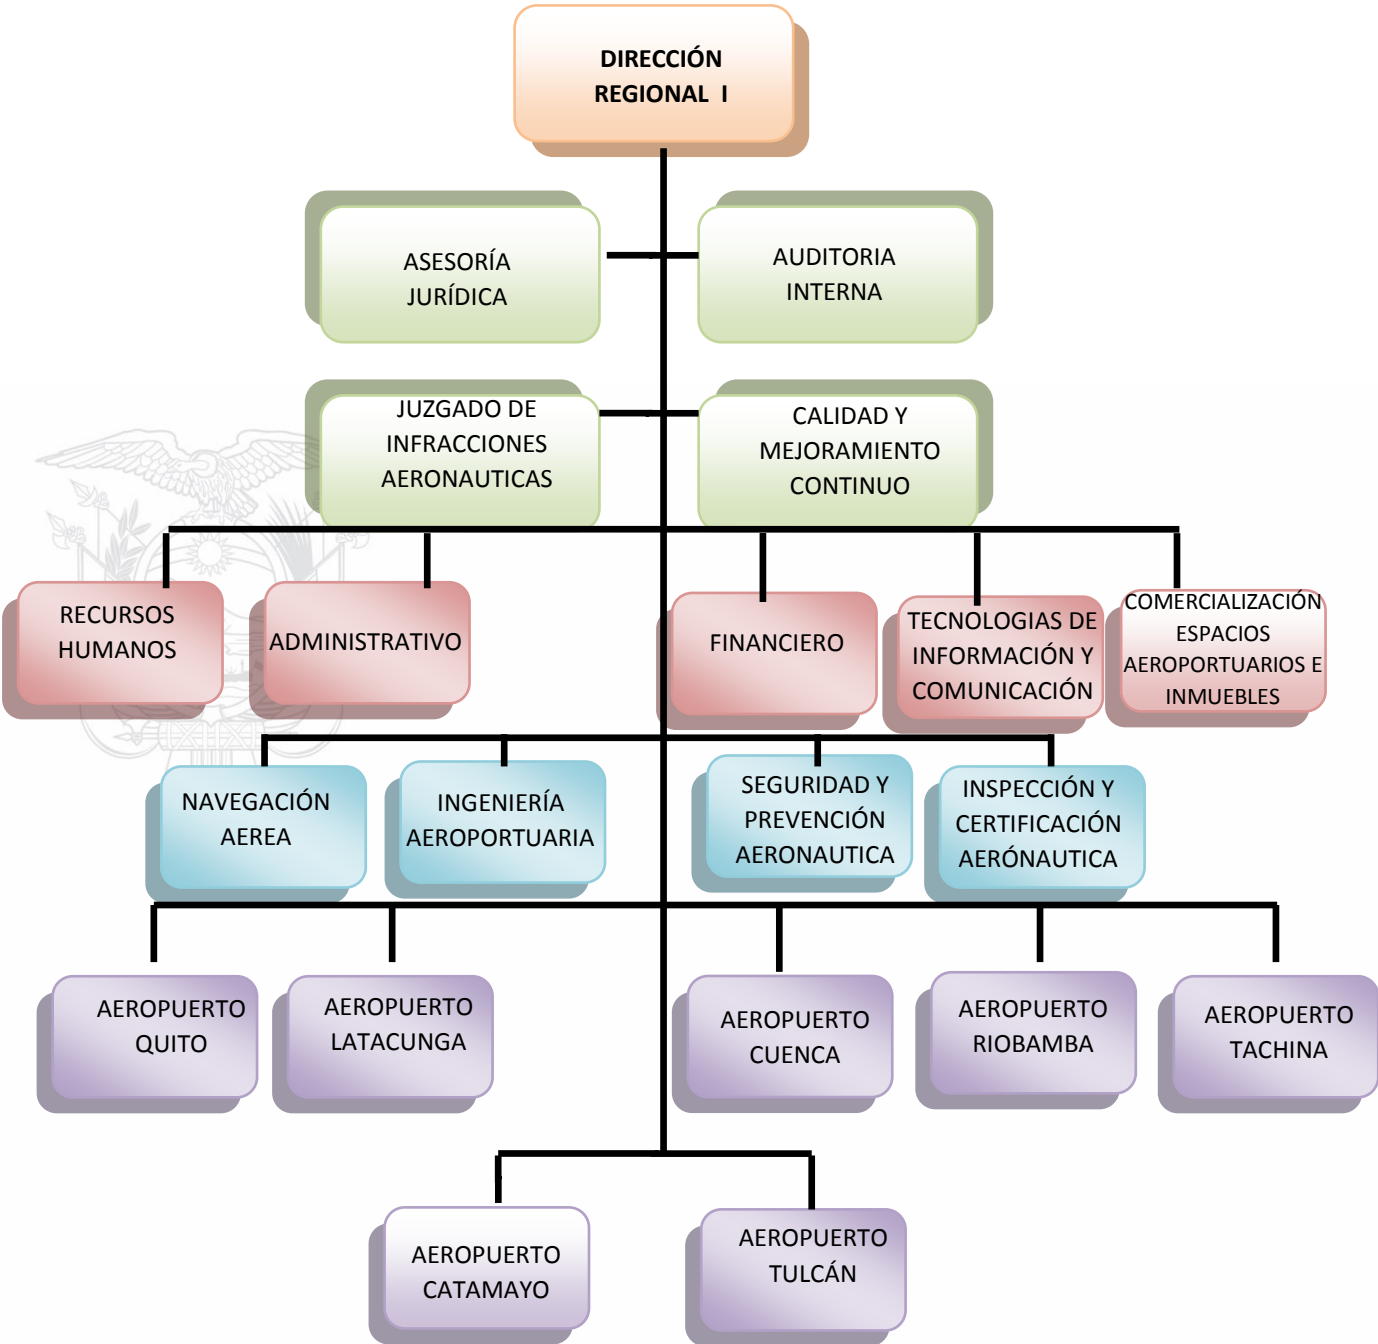 DIRECCIÓN
REGIONAL I
ASESORÍA
JURÍDICA
AUDITORIA
INTERNA
JUZGADO DE
INFRACCIONES
AERONAUTICAS
CALIDAD Y
MEJORAMIENTO
CONTINUO
RECURSOS
HUMANOS
ADMINISTRATIVO
FINANCIERO
TECNOLOGIAS DE
INFORMACIÓN Y
COMUNICACIÓN
COMERCIALIZACIÓN
ESPACIOS
AEROPORTUARIOS E
INMUEBLES
NAVEGACIÓN
AEREA
INGENIERÍA
AEROPORTUARIA
SEGURIDAD Y
PREVENCIÓN
AERONAUTICA
INSPECCIÓN Y
CERTIFICACIÓN
AERÓNAUTICA
AEROPUERTO
QUITO
AEROPUERTO
LATACUNGA
AEROPUERTO
CUENCA
AEROPUERTO
RIOBAMBA
AEROPUERTO
TACHINA
AEROPUERTO
CATAMAYO
AEROPUERTO
TULCÁN